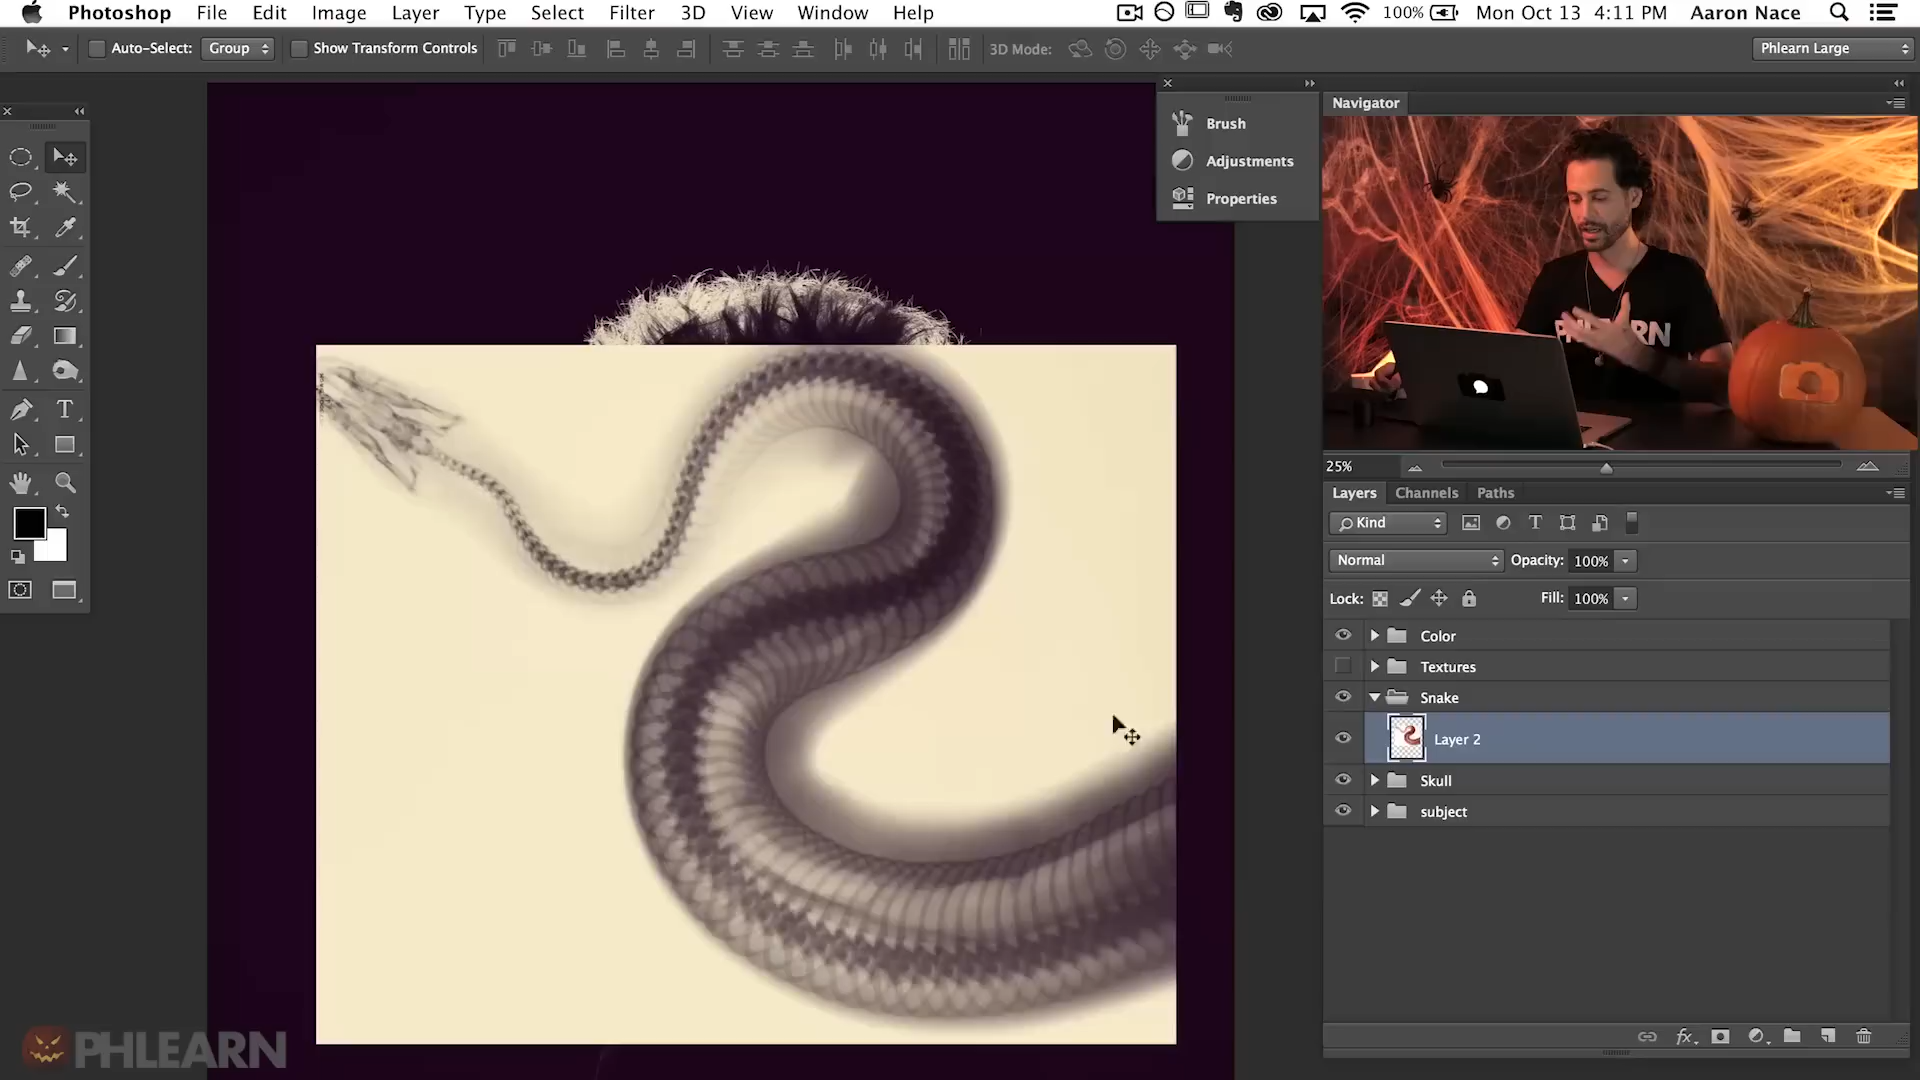 Photoshop File Edit Image Layer Type Select Filter 3D View Window Help 100% Mon Oct 13 4:11 PM Aaron Nace
Auto-Select: Group Show Transform Controls 3D Mode: Phlearn Large
Navigator
Brush
Adjustments
Properties
PHLEARN
25%
Layers Channels Paths
Kind
Normal Opacity: 100%
Lock: Fill: 100%
Color
Textures
Snake
Layer 2
Skull
subject
PHLEARN